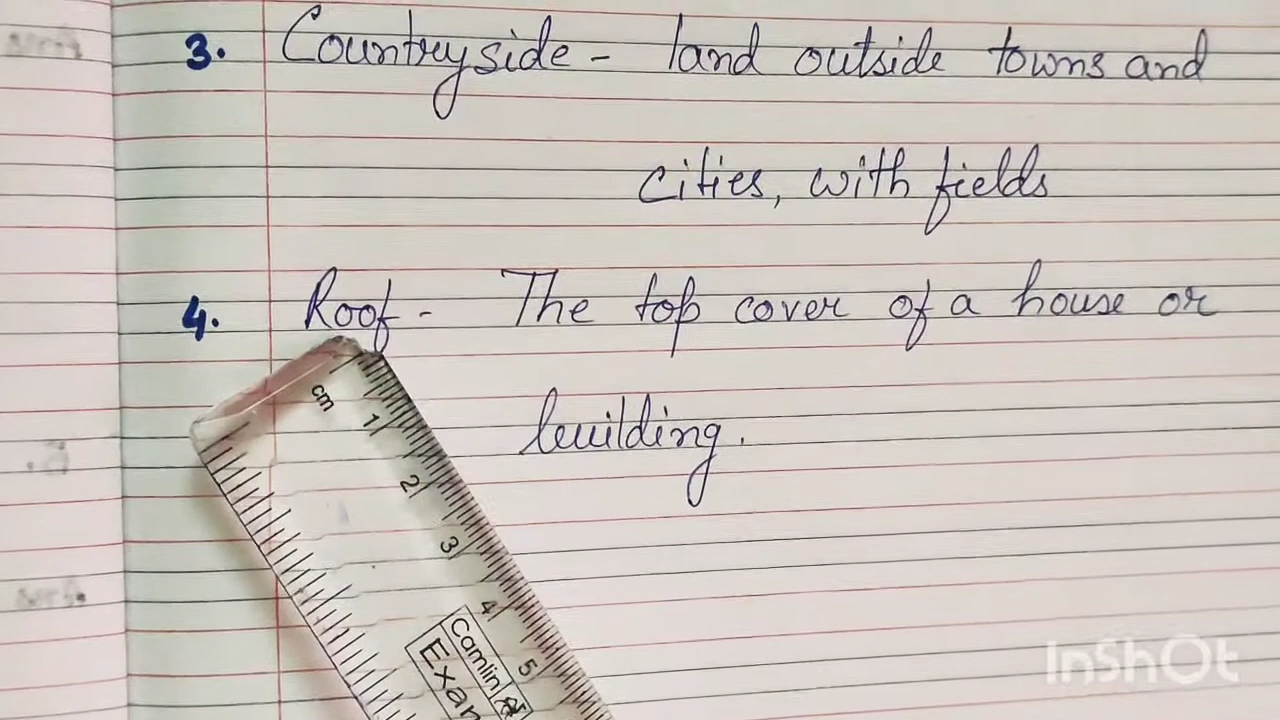 3. Countryside - land outside towns and
cities, with fields
4. Roof - The top cover of a house or
building.
cm 1 2 3 4 5
Camlin
Exam
InShOt